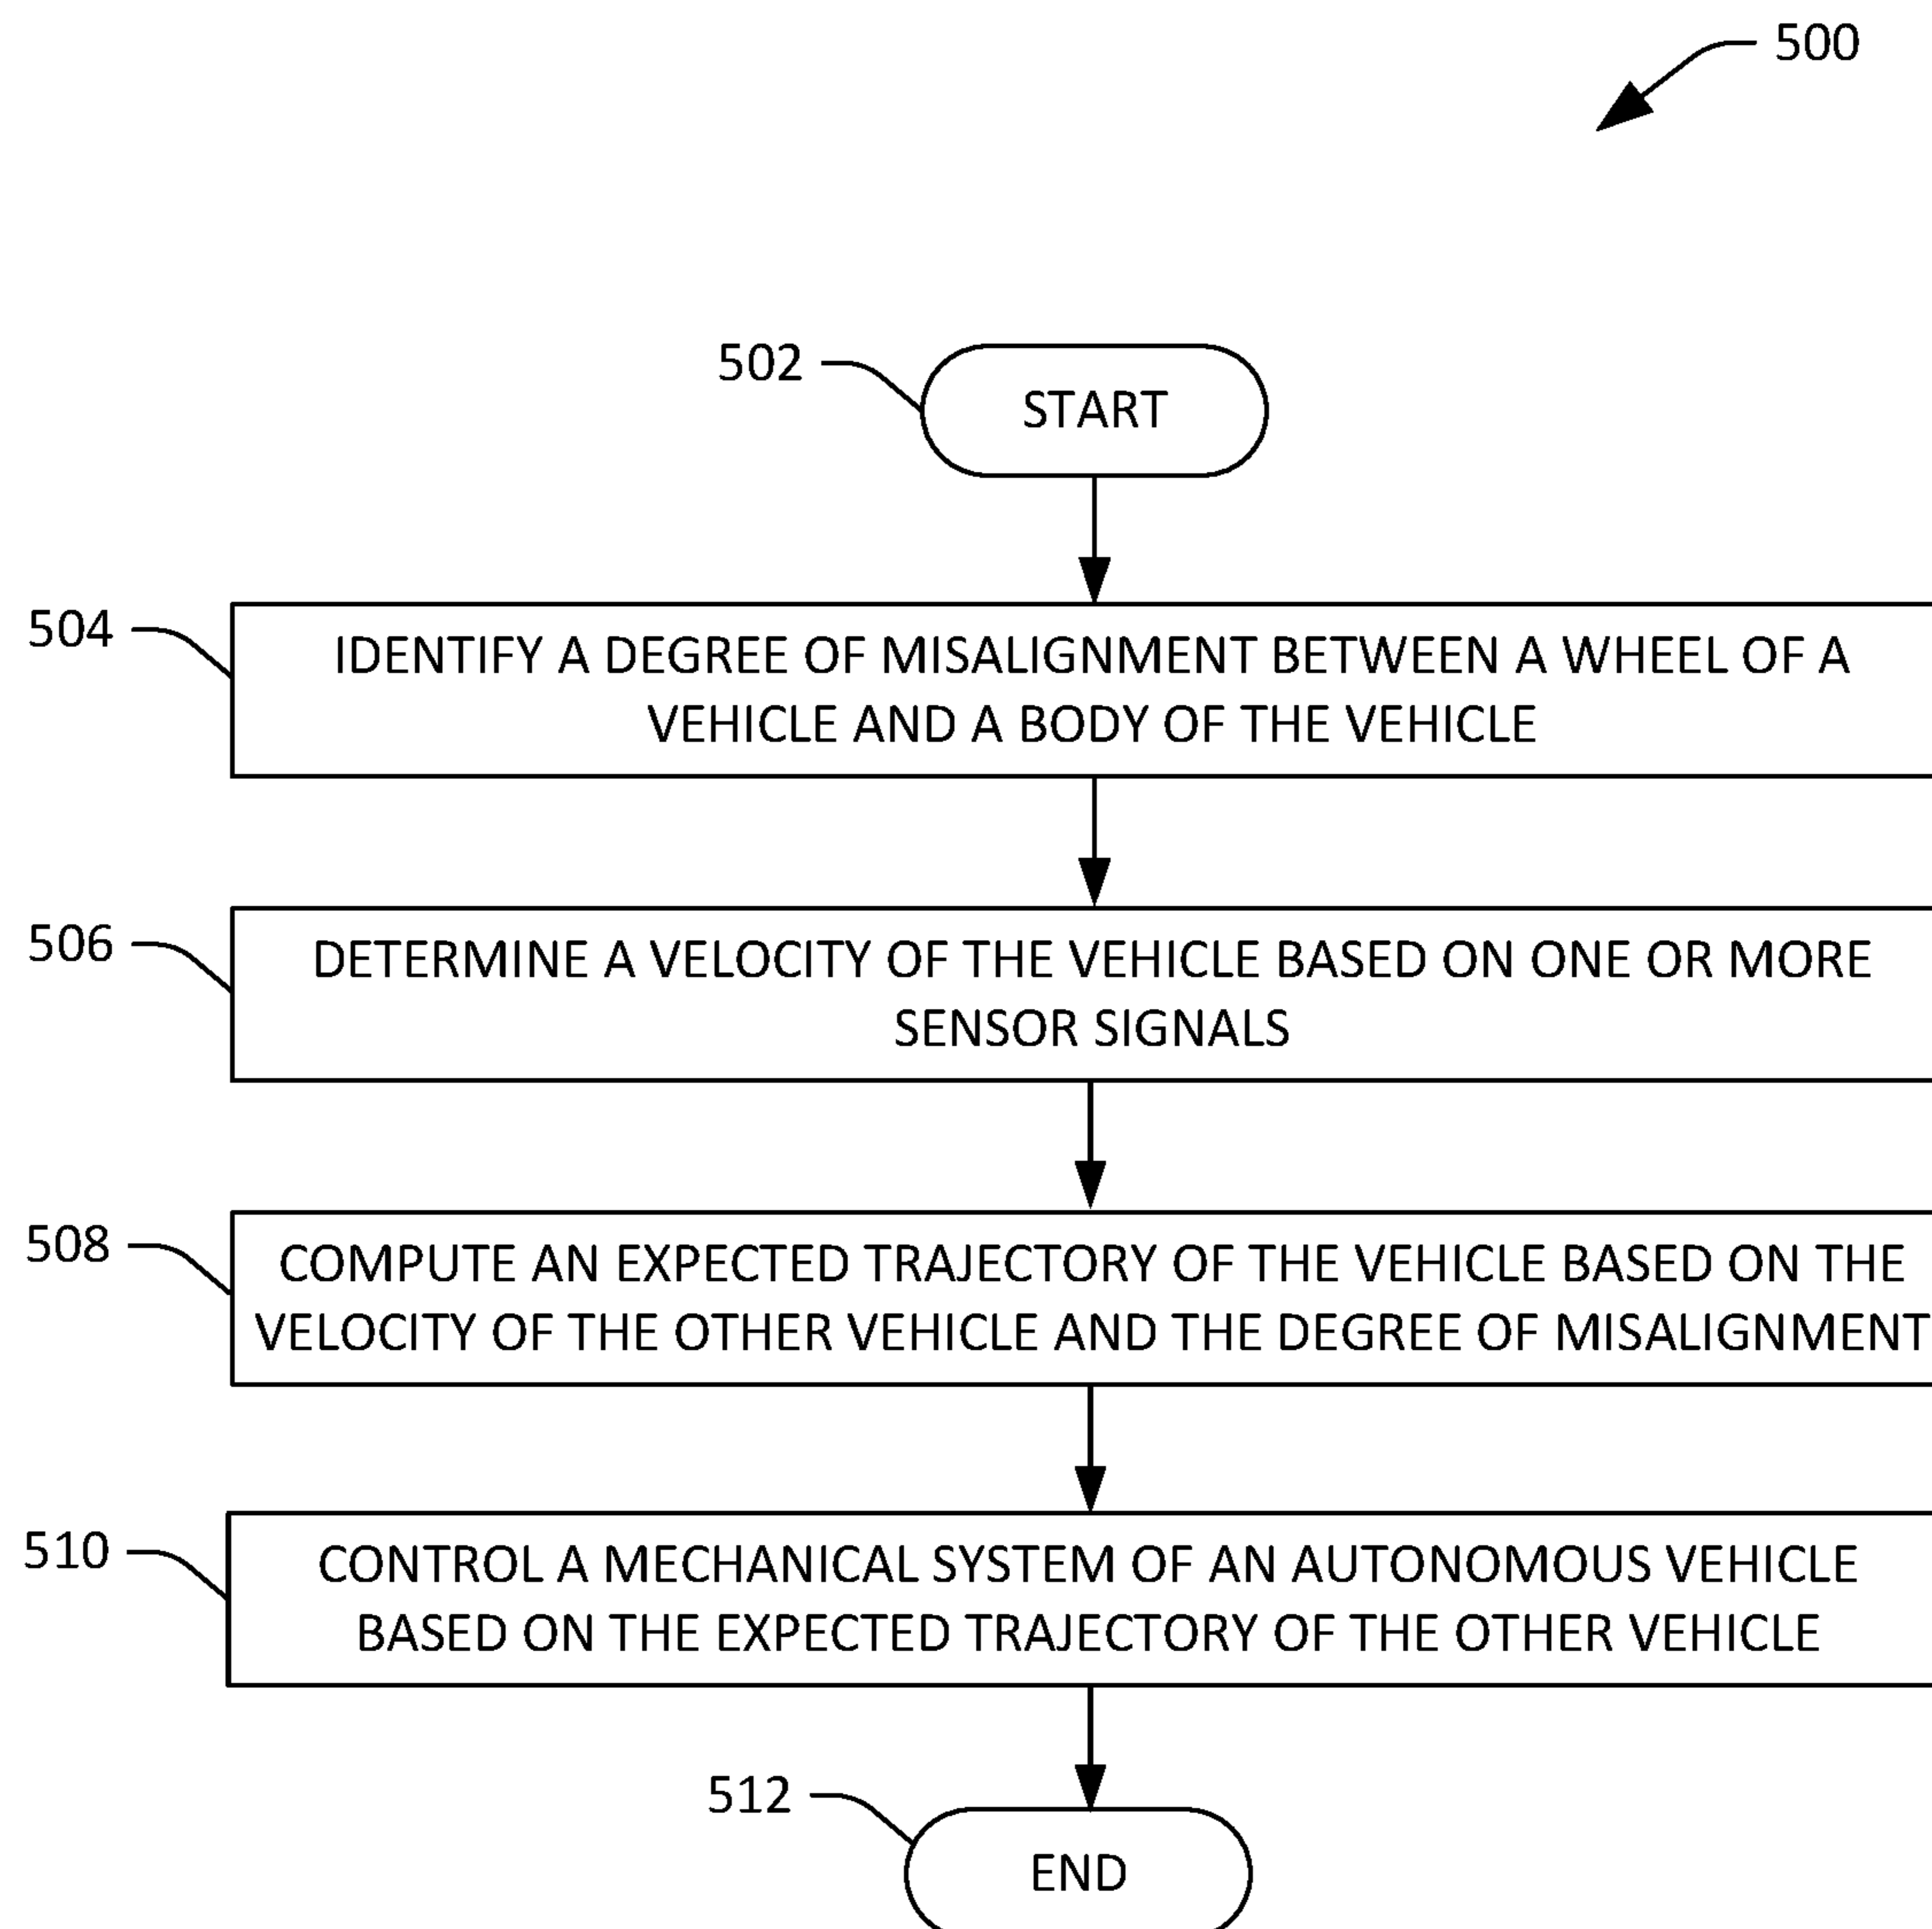 500
502
START
504
IDENTIFY A DEGREE OF MISALIGNMENT BETWEEN A WHEEL OF A
VEHICLE AND A BODY OF THE VEHICLE
506
DETERMINE A VELOCITY OF THE VEHICLE BASED ON ONE OR MORE
SENSOR SIGNALS
508
COMPUTE AN EXPECTED TRAJECTORY OF THE VEHICLE BASED ON THE
VELOCITY OF THE OTHER VEHICLE AND THE DEGREE OF MISALIGNMENT
510
CONTROL A MECHANICAL SYSTEM OF AN AUTONOMOUS VEHICLE
BASED ON THE EXPECTED TRAJECTORY OF THE OTHER VEHICLE
512
END